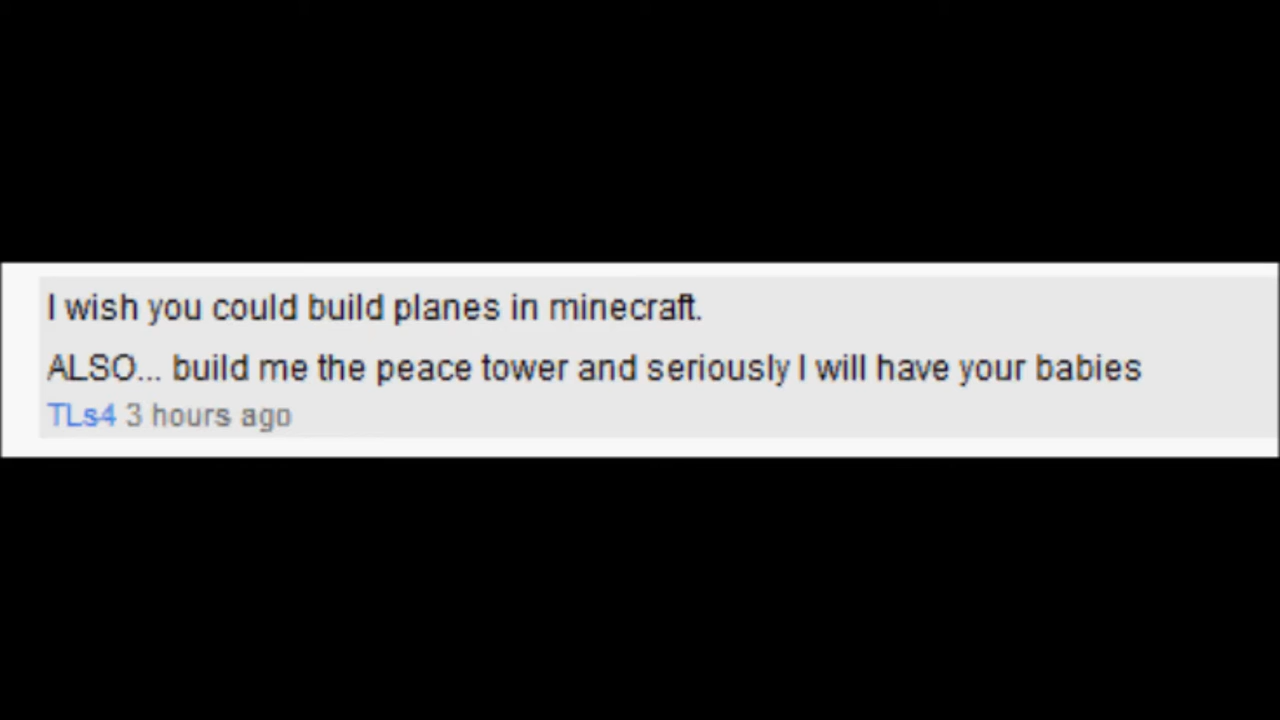 I wish you could build planes in minecraft.
ALSO... build me the peace tower and seriously I will have your babies
TLs4 3 hours ago